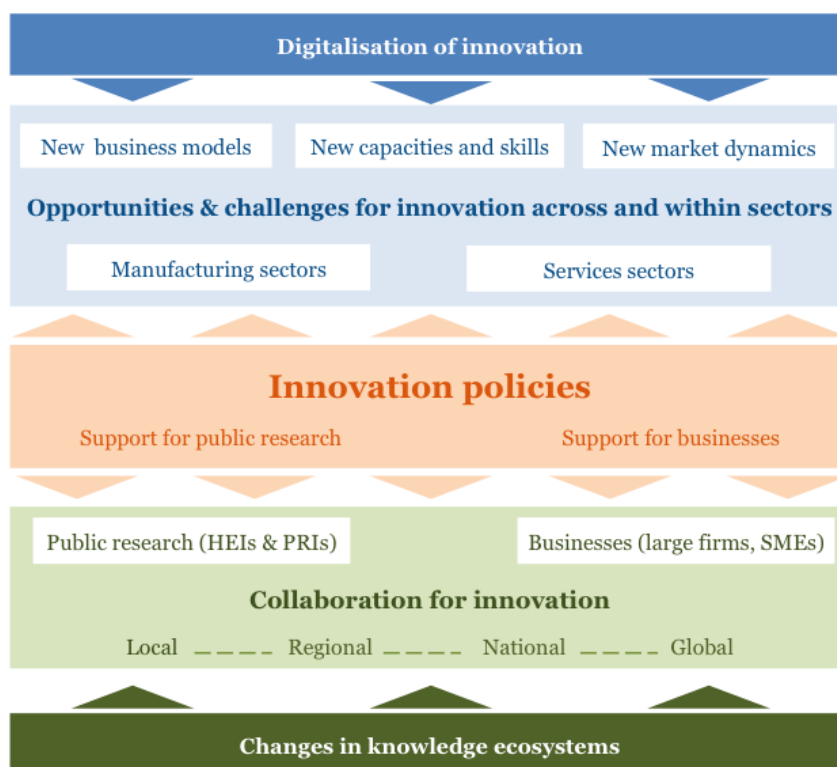 Digitalisation of innovation
New business models
New capacities and skills
New market dynamics
Opportunities & challenges for innovation across and within sectors
Manufacturing sectors
Services sectors
Innovation policies
Support for public research
Support for businesses
Public research (HEIs & PRIs)
Businesses (large firms, SMEs)
Collaboration for innovation
Local
Regional
National
Global
Changes in knowledge ecosystems